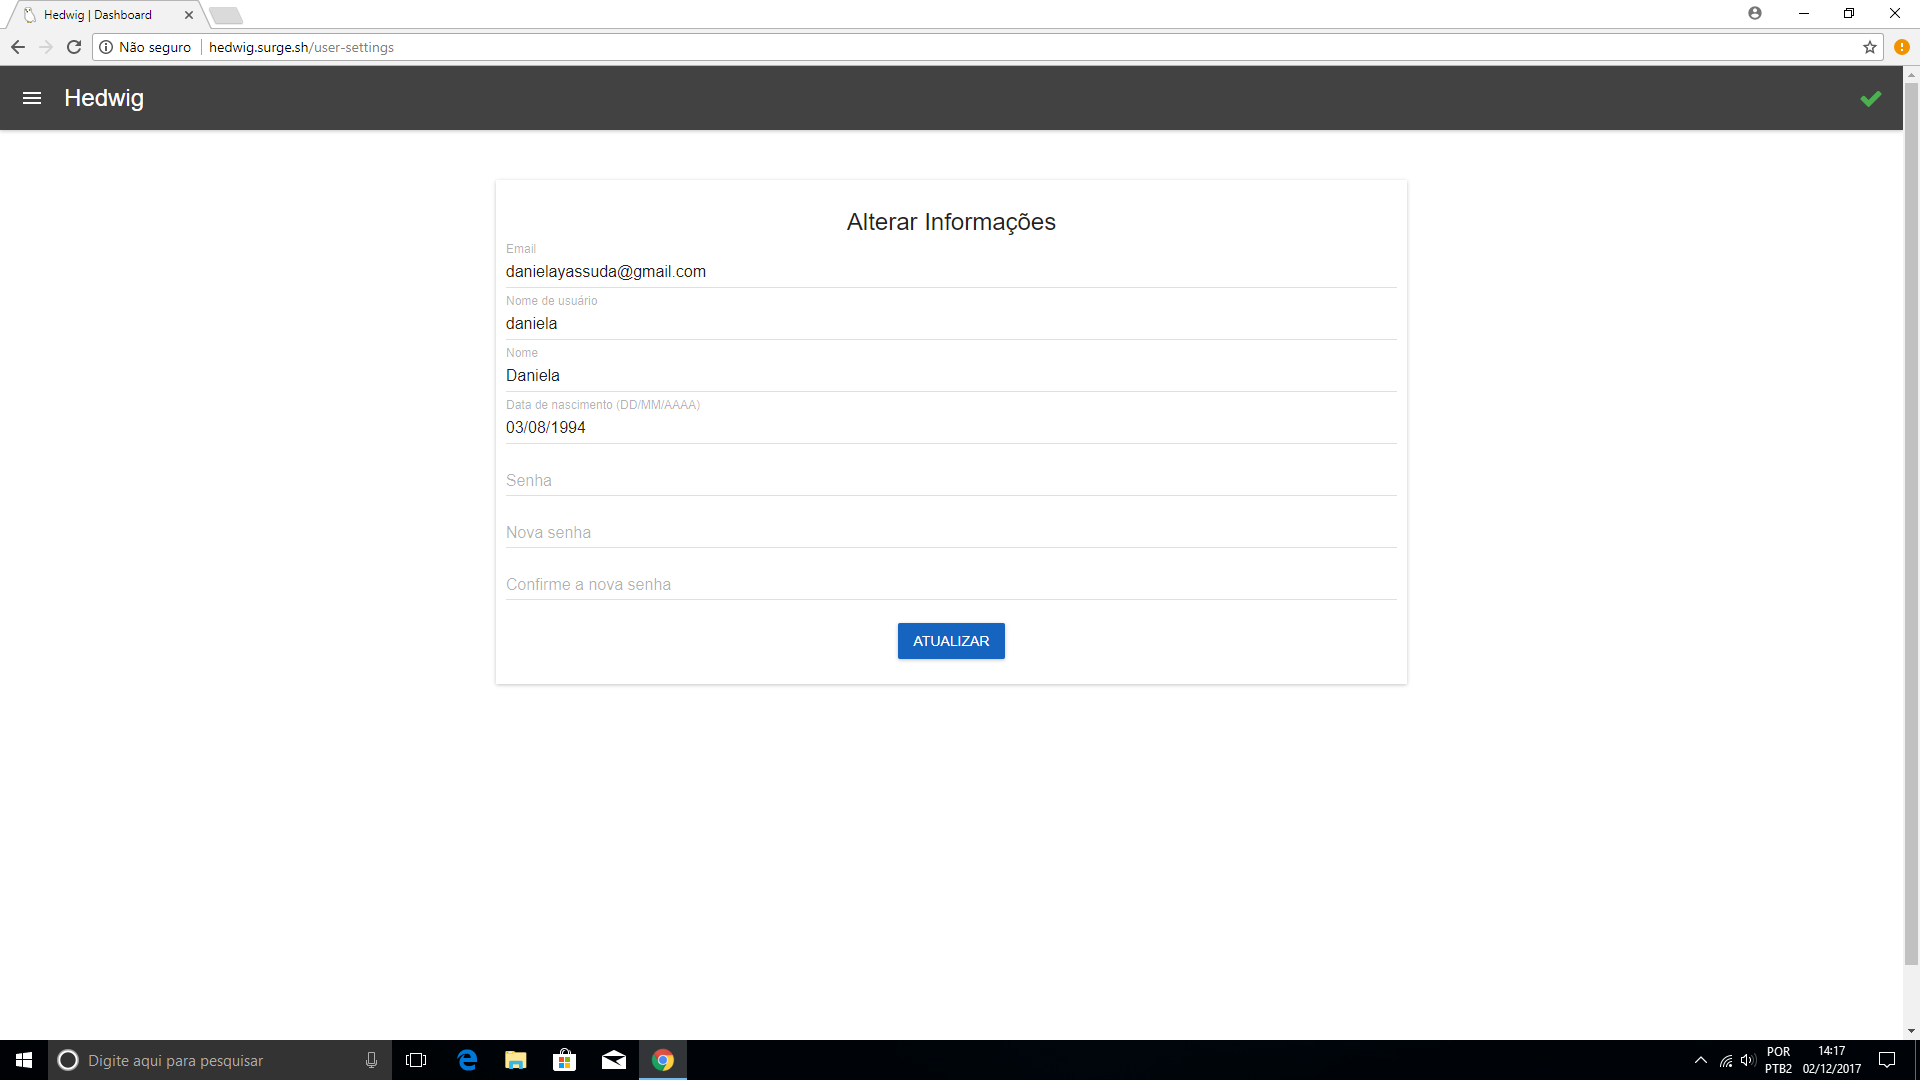 Hedwig | Dashboard
Não seguro
hedwig.surge.sh/user-settings
Hedwig
Alterar Informações
Email
danielayassuda@gmail.com
Nome de usuário
daniela
Nome
Daniela
Data de nascimento (DD/MM/AAAA)
03/08/1994
Senha
Nova senha
Confirme a nova senha
ATUALIZAR
Digite aqui para pesquisar
POR
PTB2
14:17
02/12/2017